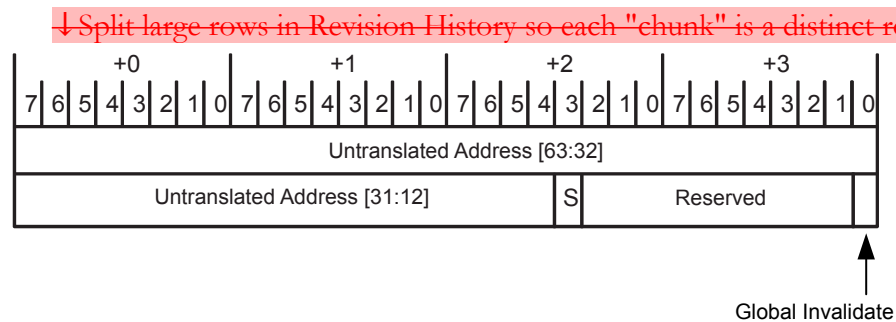 ↓Split large rows in Revision History so each "chunk" is a distinct
+0 +1 +2 +3
7 6 5 4 3 2 1 0 7 6 5 4 3 2 1 0 7 6 5 4 3 2 1 0 7 6 5 4 3 2 1 0
Untranslated Address [63:32]
Untranslated Address [31:12] S Reserved
Global Invalidate